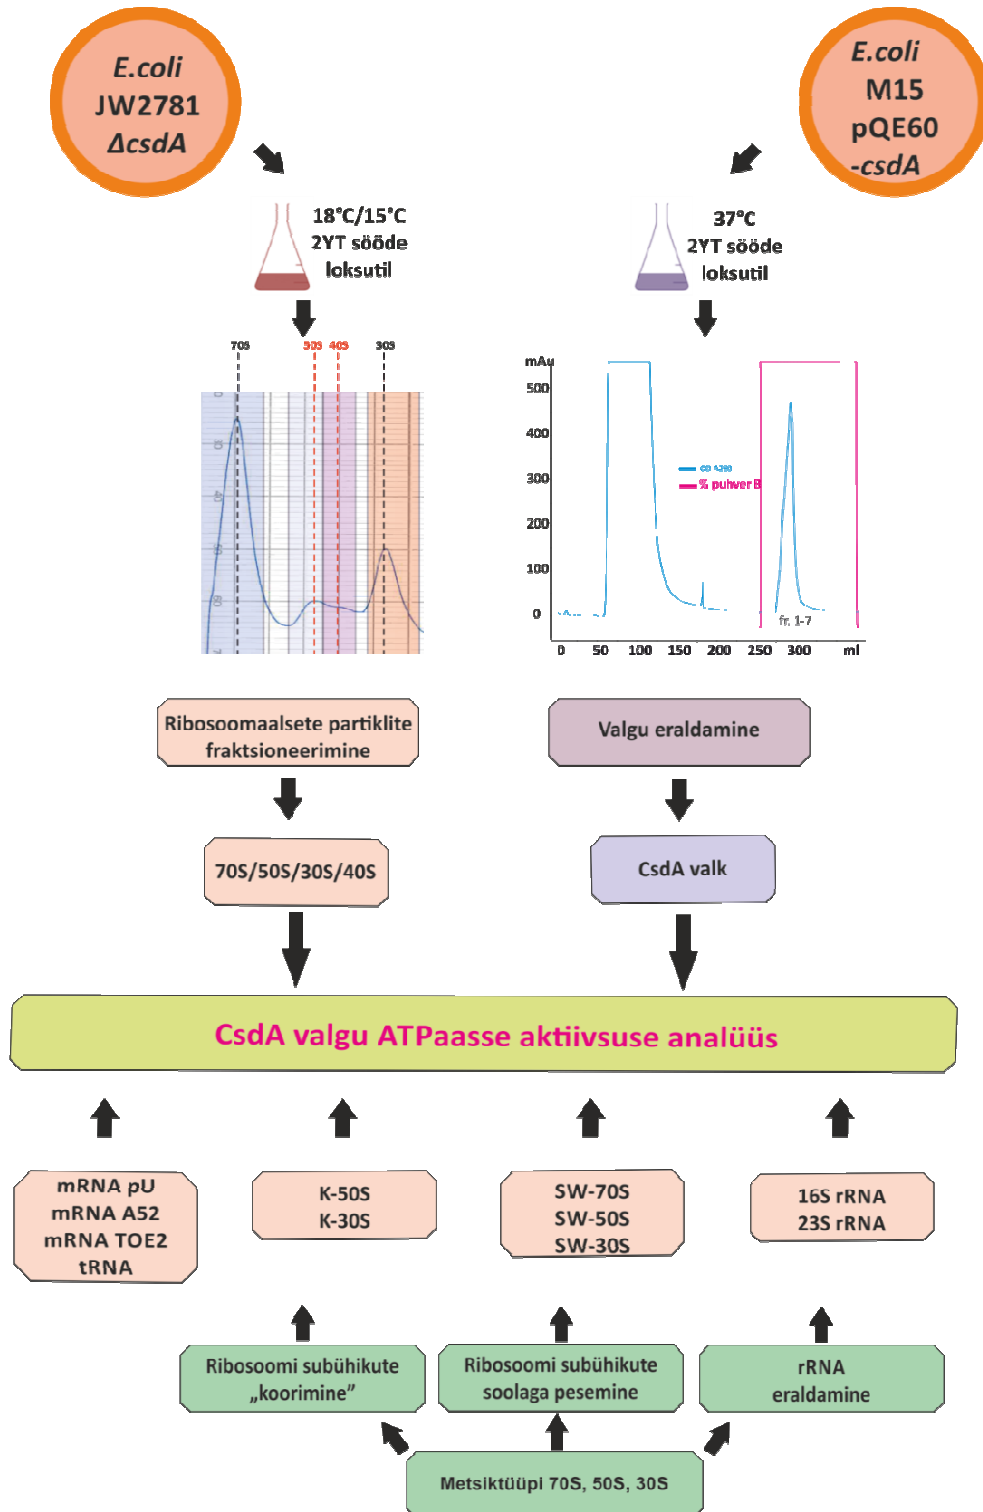 E.coli
JW2781
ΔcsdA
E.coli
M15
pQE60
-csdA
18°C/15°C
2YT sööde
loksutil
37°C
2YT sööde
loksutil
70S
50S
40S
30S
mAu
500
400
300
200
100
0
% puhver B
fr. 1-7
0 50 100 150 200 250 300 ml
Ribosoomaalsete partiklite
fraktsioneerimine
Valgu eraldamine
70S/50S/30S/40S
CsdA valk
CsdA valgu ATPaasse aktiivsuse analüüs
mRNA pU
mRNA A52
mRNA TOE2
tRNA
K-50S
K-30S
SW-70S
SW-50S
SW-30S
16S rRNA
23S rRNA
Ribosoomi subühikute
„koorimine”
Ribosoomi subühikute
soolaga pesemine
rRNA
eraldamine
Metsiktüüpi 70S, 50S, 30S